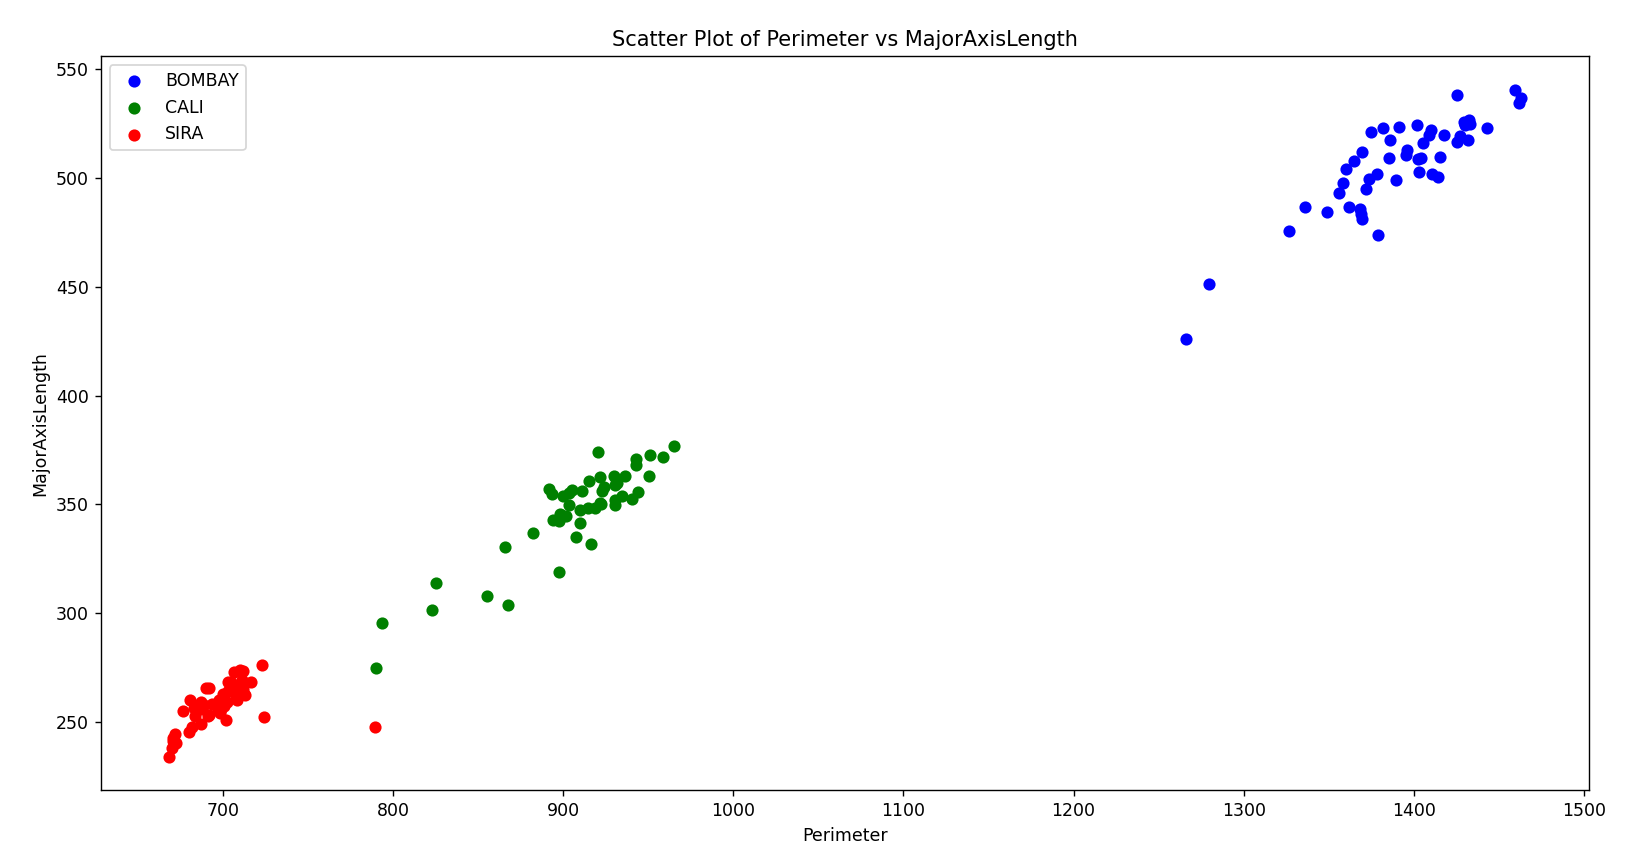 Scatter Plot of Perimeter vs MajorAxisLength
BOMBAY
CALI
SIRA
MajorAxisLength
550
500
450
400
350
300
250
700 800 900 1000 1100 1200 1300 1400 1500
Perimeter